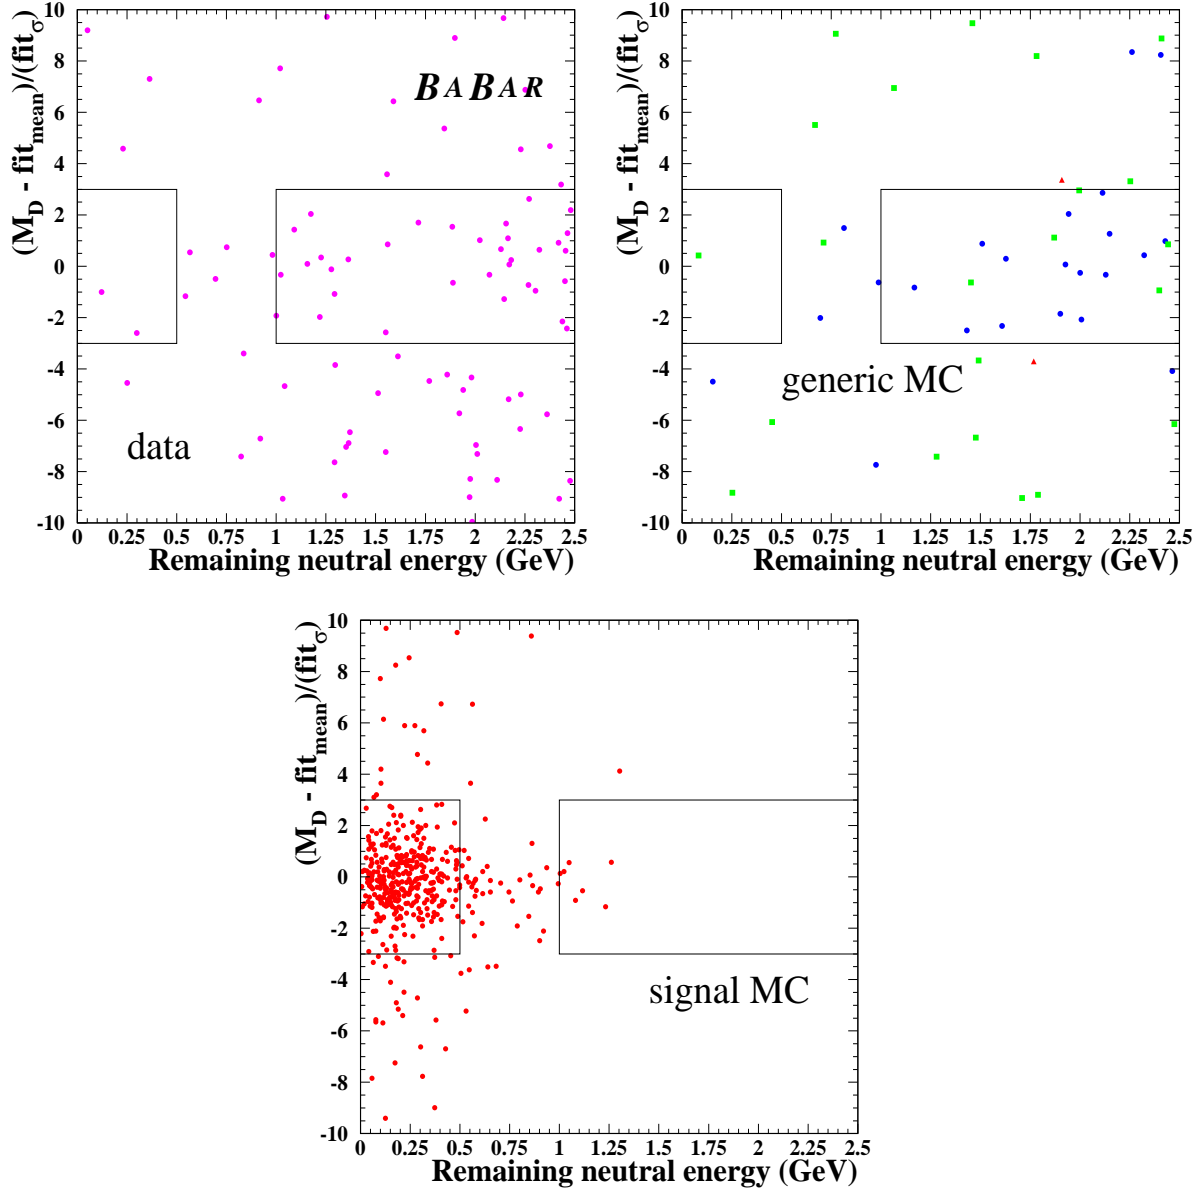 (M_D - fit_mean)/(fit_σ)
10
8
6
4
2
0
-2
-4
-6
-8
-10
BABAR
data
0 0.25 0.5 0.75 1 1.25 1.5 1.75 2 2.25 2.5
Remaining neutral energy (GeV)
(M_D - fit_mean)/(fit_σ)
10
8
6
4
2
0
-2
-4
-6
-8
-10
generic MC
0 0.25 0.5 0.75 1 1.25 1.5 1.75 2 2.25 2.5
Remaining neutral energy (GeV)
(M_D - fit_mean)/(fit_σ)
10
8
6
4
2
0
-2
-4
-6
-8
-10
signal MC
0 0.25 0.5 0.75 1 1.25 1.5 1.75 2 2.25 2.5
Remaining neutral energy (GeV)